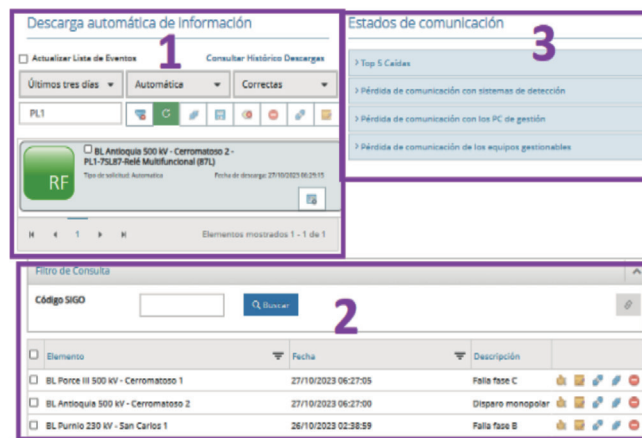 Descarga automática de información
1
Actualizar Lista de Eventos
Consultar Histórico Descargas
Últimos tres días
Automática
Correctas
PL1
BL Antioquia 500 kV - Cerromatoso 2 -
PL1-7SL87-Relé Multifuncional (87L)
RF
Tipo de solicitud: Automatica
Fecha de descarga: 27/10/2023 06:29:15
1
Elementos mostrados 1 - 1 de 1
Estados de comunicación
3
Top 5 Caídas
Pérdida de comunicación con sistemas de detección
Pérdida de comunicación con los PC de gestión
Pérdida de comunicación de los equipos gestionables
Filtro de Consulta
Código SIGO
Buscar
2
Elemento
Fecha
Descripción
BL Porce III 500 kV - Cerromatoso 1
27/10/2023 06:27:05
Falla fase C
BL Antioquia 500 kV - Cerromatoso 2
27/10/2023 06:27:00
Disparo monopolar
BL Purnio 230 kV - San Carlos 1
26/10/2023 02:38:59
Falla fase B